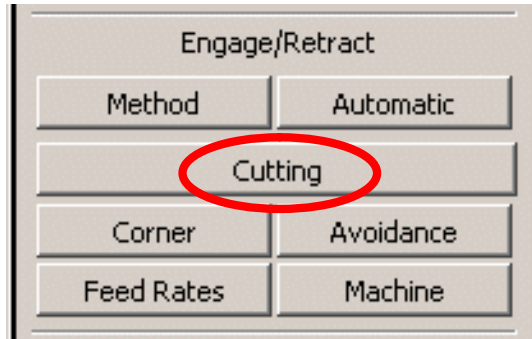 Engage/Retract
Method Automatic
Cutting
Corner Avoidance
Feed Rates Machine